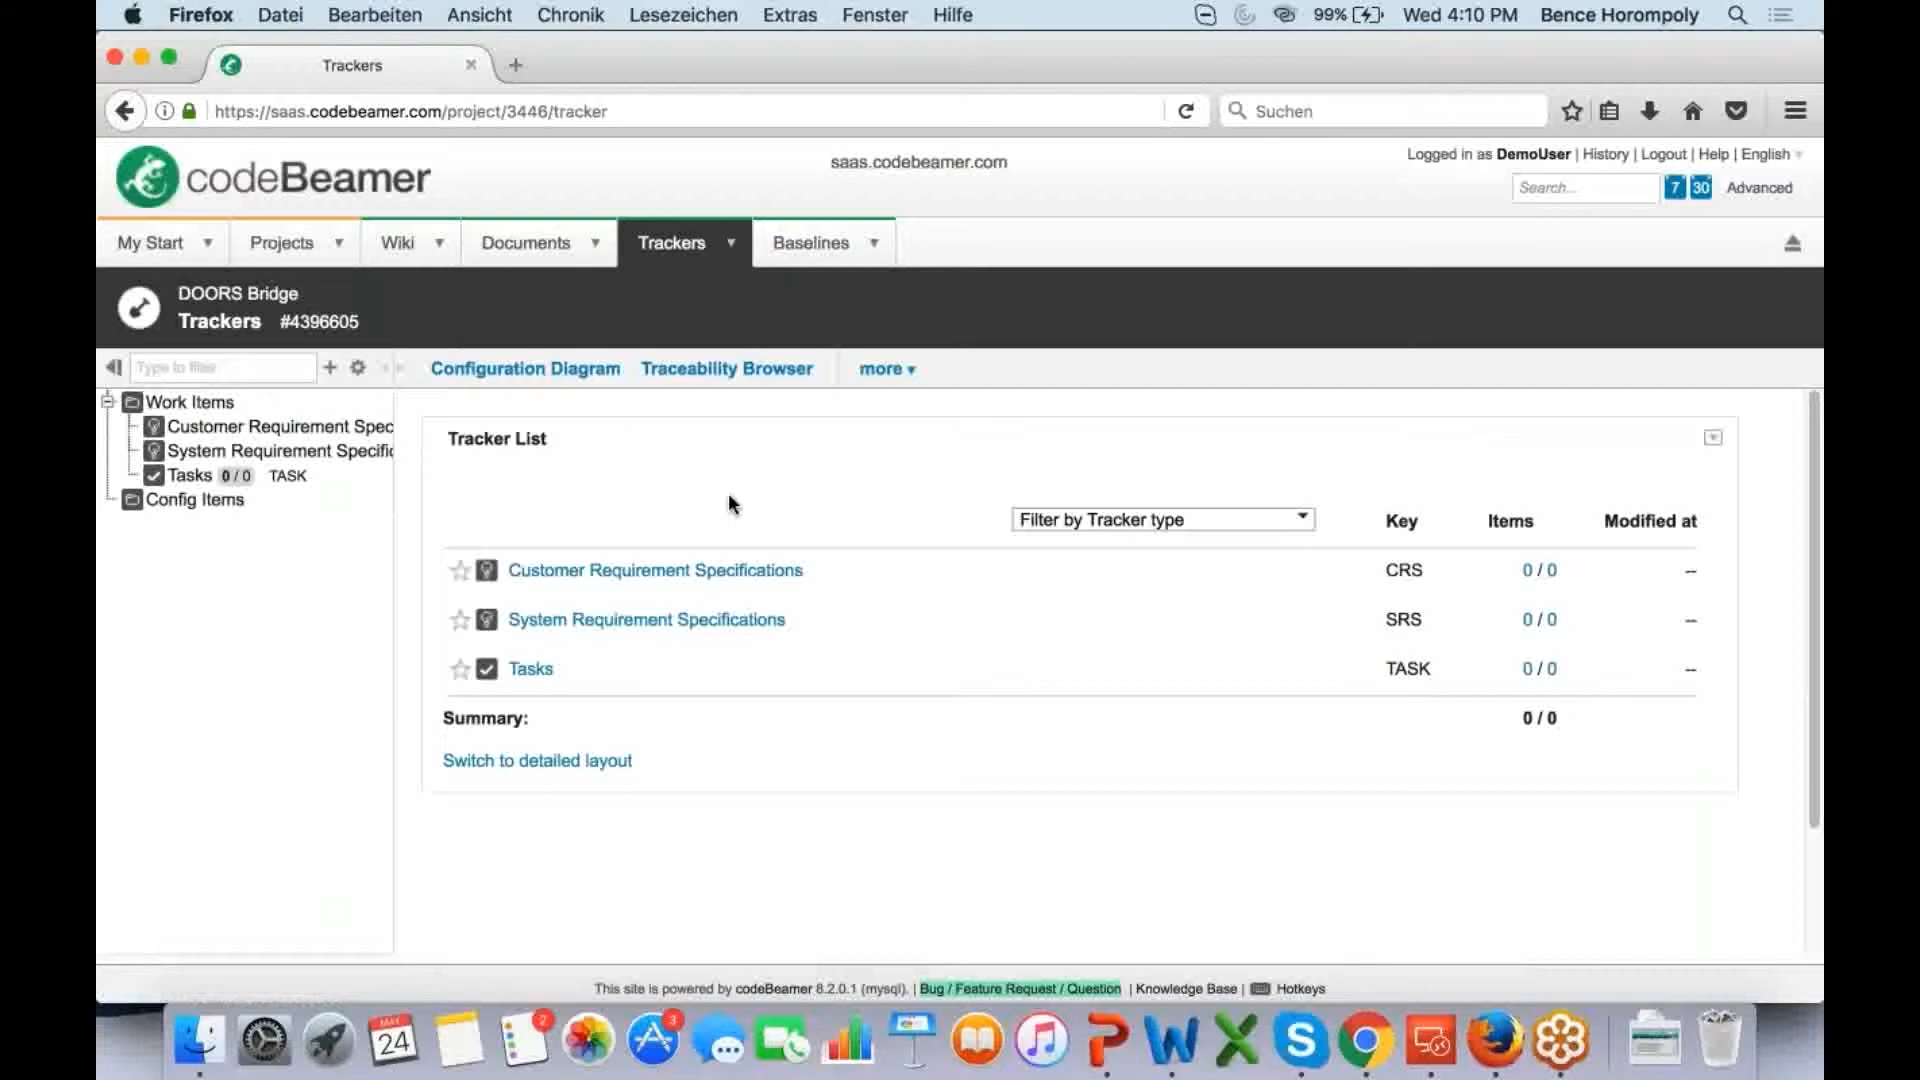 Firefox Datei Bearbeiten Ansicht Chronik Lesezeichen Extras Fenster Hilfe 99% Wed 4:10 PM Bence Horompoly
Trackers
https://saas.codebeamer.com/project/3446/tracker Suchen
codeBeamer
saas.codebeamer.com
Logged in as DemoUser | History | Logout | Help | English
Search... 7 30 Advanced
My Start Projects Wiki Documents Trackers Baselines
DOORS Bridge
Trackers #4396605
Type to filter Configuration Diagram Traceability Browser more
Work Items
Customer Requirement Spec
System Requirement Specific
Tasks 0 / 0 TASK
Config Items
Tracker List
Filter by Tracker type Key Items Modified at
Customer Requirement Specifications CRS 0 / 0 --
System Requirement Specifications SRS 0 / 0 --
Tasks TASK 0 / 0 --
Summary: 0 / 0
Switch to detailed layout
This site is powered by codeBeamer 8.2.0.1 (mysql). | Bug / Feature Request / Question | Knowledge Base | Hotkeys
MAY
24
2
3